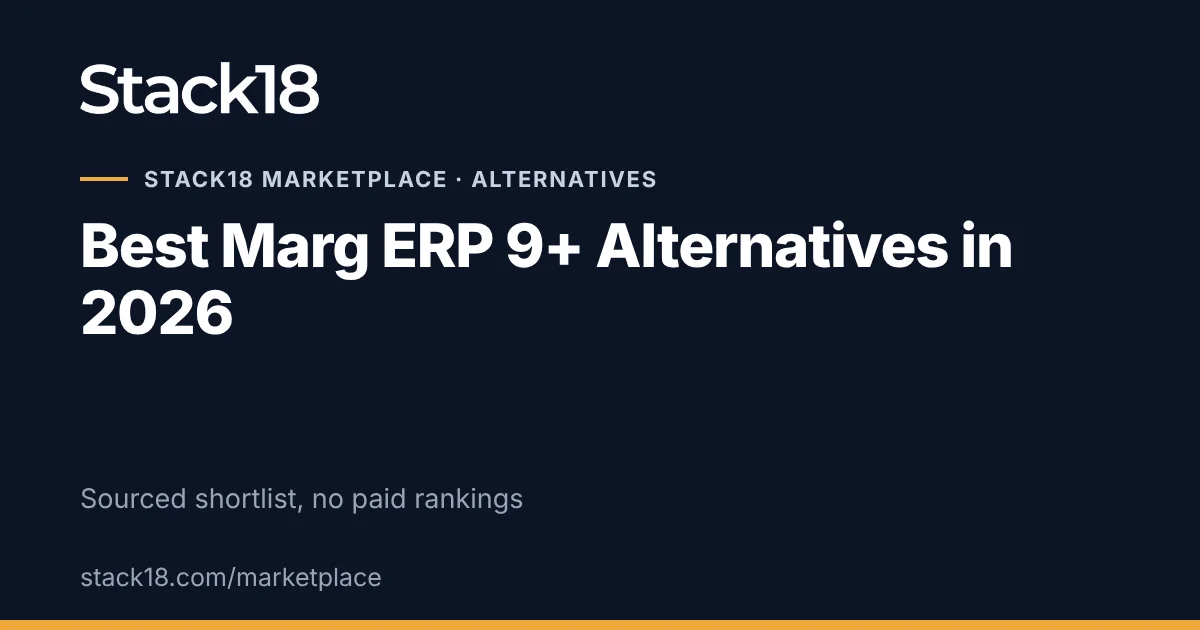 Stack18
STACK18 MARKETPLACE · ALTERNATIVES
Best Marg ERP 9+ Alternatives in
2026
Sourced shortlist, no paid rankings
stack18.com/marketplace